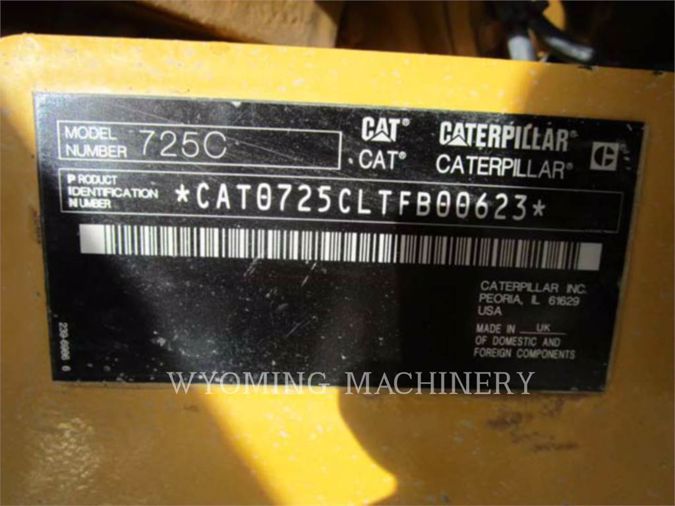 MODEL NUMBER 725C
CAT® CATERPILLAR®
CAT® CATERPILLAR®
PRODUCT IDENTIFICATION NUMBER *CAT0725CLTFB00623*
CATERPILLAR INC.
PEORIA, IL 61629
USA
MADE IN UK
OF DOMESTIC AND
FOREIGN COMPONENTS
WYOMING MACHINERY